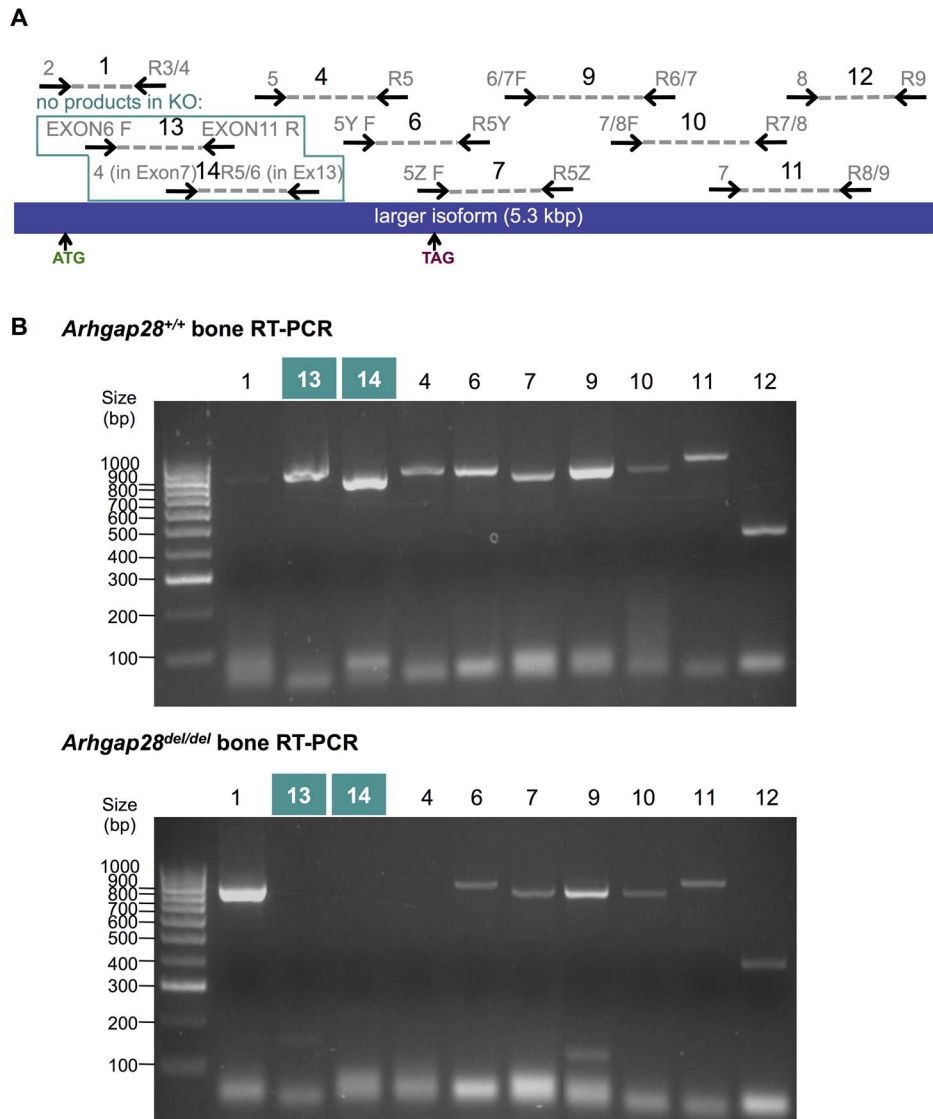 A
2 1 R3/4 5 4 R5 6/7F 9 R6/7 8 12 R9
no products in KO:
EXON6 F 13 EXON11 R 5Y F 6 R5Y 7/8F 10 R7/8
4 (in Exon7) 14 R5/6 (in Ex13) 5Z F 7 R5Z 7 11 R8/9
larger isoform (5.3 kbp)
ATG TAG
B Arhgap28+/+ bone RT-PCR
1 13 14 4 6 7 9 10 11 12
Size
(bp)
1000
900
800
700
600
500
400
300
200
100
Arhgap28del/del bone RT-PCR
1 13 14 4 6 7 9 10 11 12
Size
(bp)
1000
900
800
700
600
500
400
300
200
100